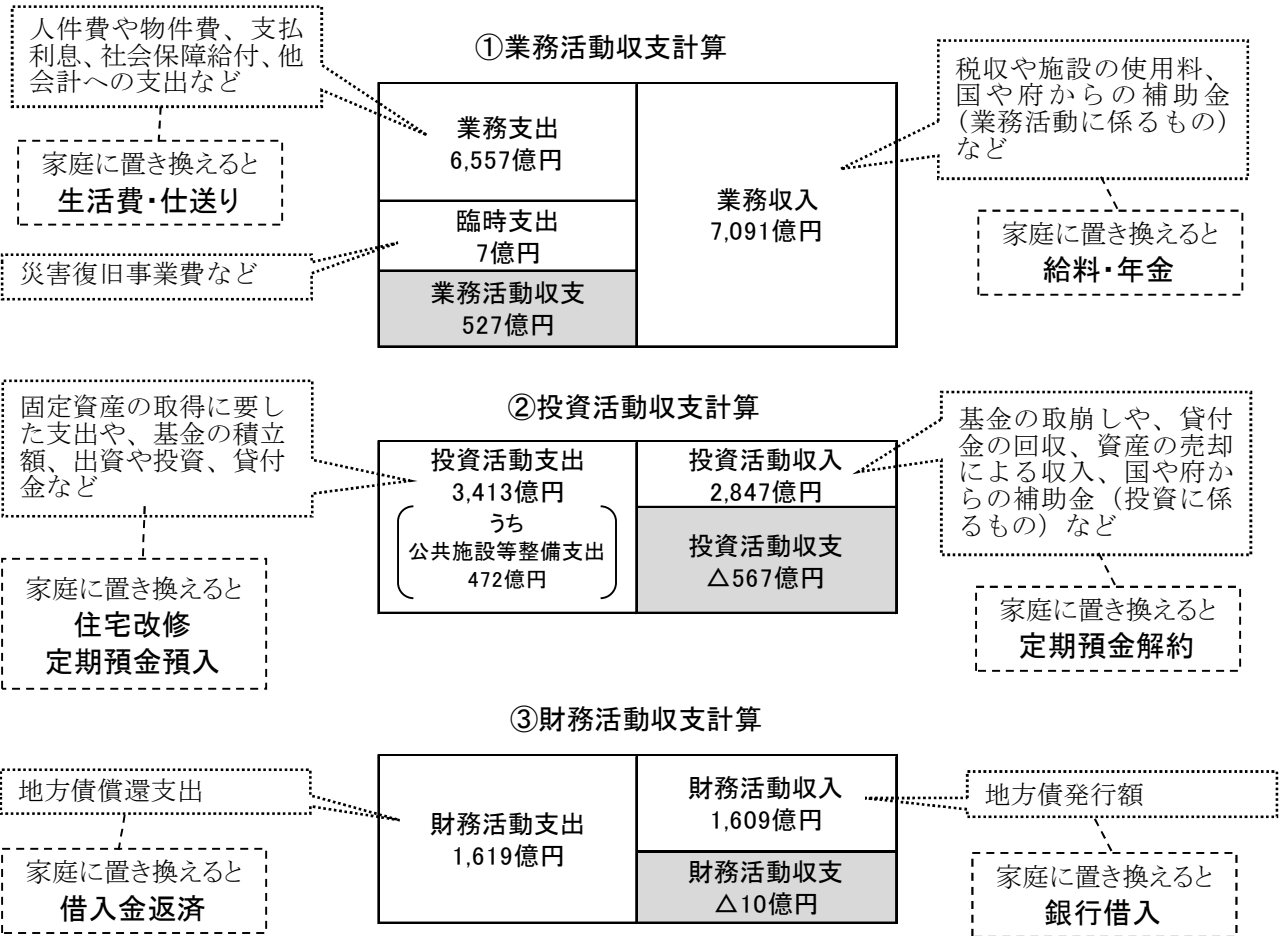 人件費や物件費、支払
利息、社会保障給付、他
会計への支出など
家庭に置き換えると
生活費・仕送り
災害復旧事業費など
①業務活動収支計算
業務支出
6,557億円
臨時支出
7億円
業務活動収支
527億円
業務収入
7,091億円
税収や施設の使用料、
国や府からの補助金
（業務活動に係るもの）
など
家庭に置き換えると
給料・年金
固定資産の取得に要し
た支出や、基金の積立
額、出資や投資、貸付
金など
家庭に置き換えると
住宅改修
定期預金預入
②投資活動収支計算
投資活動支出
3,413億円
うち
公共施設等整備支出
472億円
投資活動収入
2,847億円
投資活動収支
△567億円
基金の取崩しや、貸付
金の回収、資産の売却
による収入、国や府か
らの補助金（投資に係
るもの）など
家庭に置き換えると
定期預金解約
③財務活動収支計算
地方債償還支出
家庭に置き換えると
借入金返済
財務活動支出
1,619億円
財務活動収入
1,609億円
財務活動収支
△10億円
地方債発行額
家庭に置き換えると
銀行借入